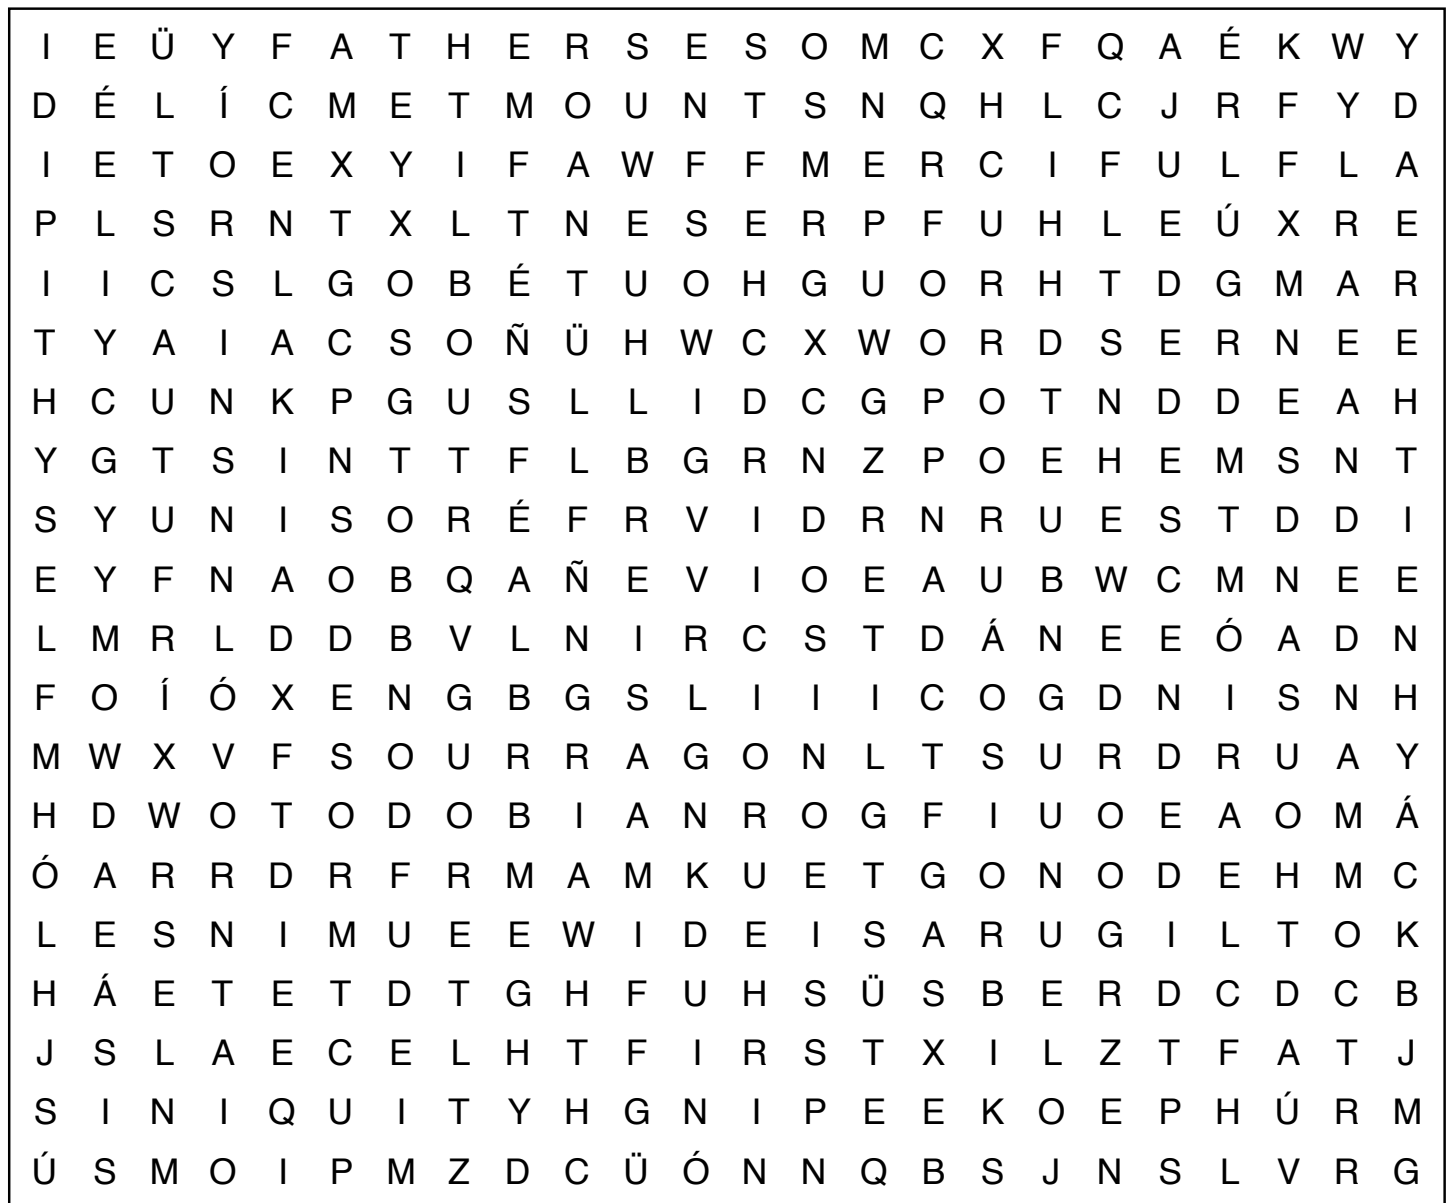 I E Ü Y F A T H E R S E S O M C X F Q A É K W Y
D É L Í C M E T M O U N T S N Q H L C J R F Y D
I E T O E X Y I F A W F F M E R C I F U L F L A
P L S R N T X L T N E S E R P F U H L E Ú X R E
I I C S L G O B É T U O H G U O R H T D G M A R
T Y A I A C S O Ñ Ü H W C X W O R D S E R N E E
H C U N K P G U S L L I D C G P O T N D D E A H
Y G T S I N T T F L B G R N Z P O E H E M S N T
S Y U N I S O R É F R V I D R N R U E S T D D I
E Y F N A O B Q A Ñ E V I O E A U B W C M N E E
L M R L D D B V L N I R C S T D Á N E E Ó A D N
F O Í Ó X E N G B G S L I I I C O G D N I S N H
M W X V F S O U R R A G O N L T S U R D R U A Y
H D W O T O D O B I A N R O G F I U O E A O M Á
Ó A R R D R F R M A M K U E T G O N O D E H M C
L E S N I M U E E W I D E I S A R U G I L T O K
H Á E T E T D T G H F U H S Ü S B E R D C D C B
J S L A E C E L H T F I R S T X I L Z T F A T J
S I N I Q U I T Y H G N I P E E K O E P H Ú R M
Ú S M O I P M Z D C Ü Ó N N Q B S J N S L V R G